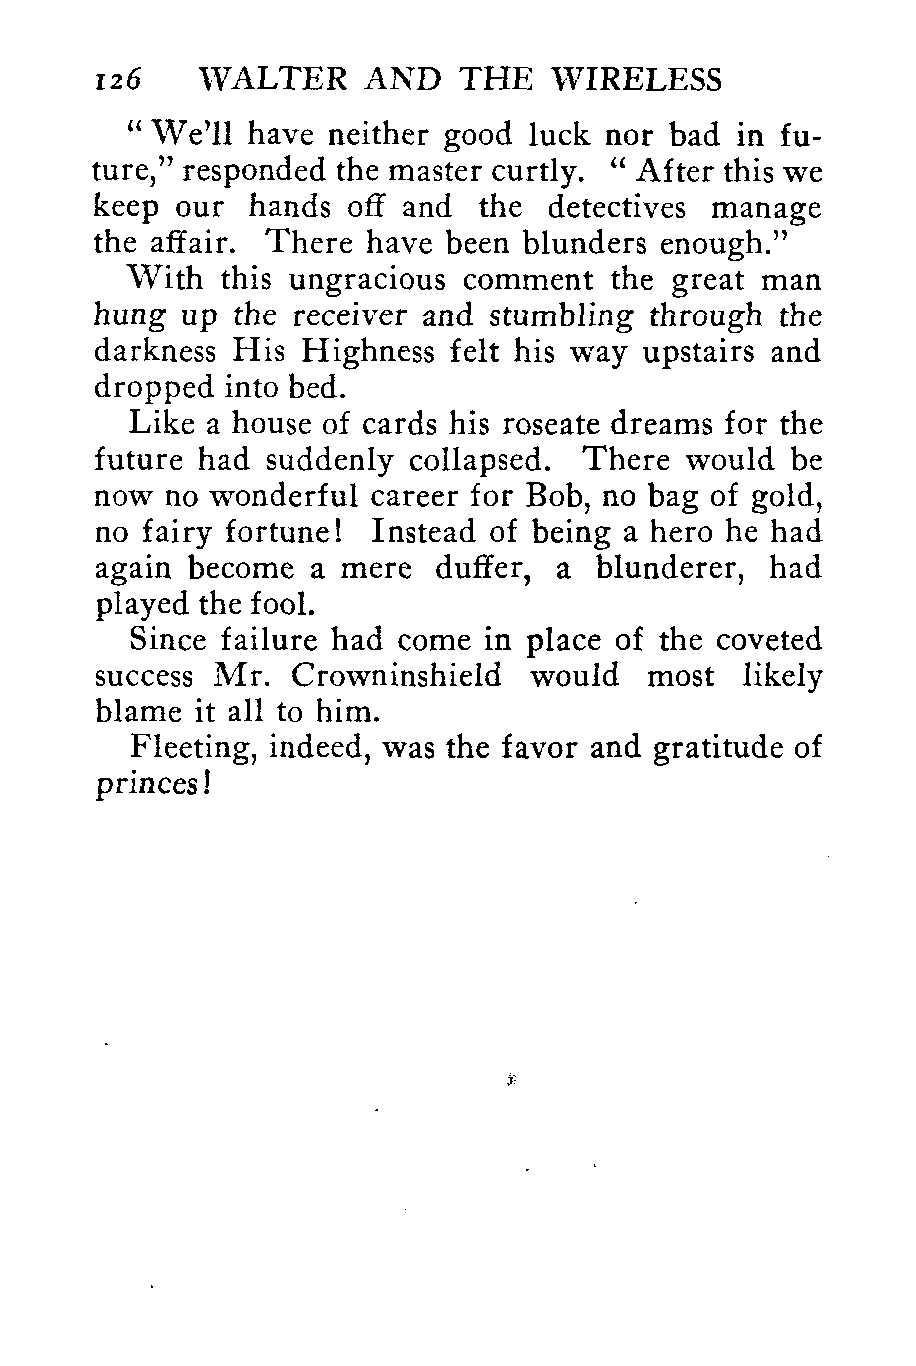 126 WALTER AND THE WIRELESS
“ We’ll have neither good luck nor bad in fu-
ture,” responded the master curtly. “ After this we
keep our hands off and the detectives manage
the affair. There have been blunders enough.”
With this ungracious comment the great man
hung up the receiver and stumbling through the
darkness His Highness felt his way upstairs and
dropped into bed.
Like a house of cards his roseate dreams for the
future had suddenly collapsed. There would be
now no wonderful career for Bob, no bag of gold,
no fairy fortune! Instead of being a hero he had
again become a mere duffer, a blunderer, had
played the fool.
Since failure had come in place of the coveted
success Mr. Crowninshield would most likely
blame it all to him.
Fleeting, indeed, was the favor and gratitude of
princes!